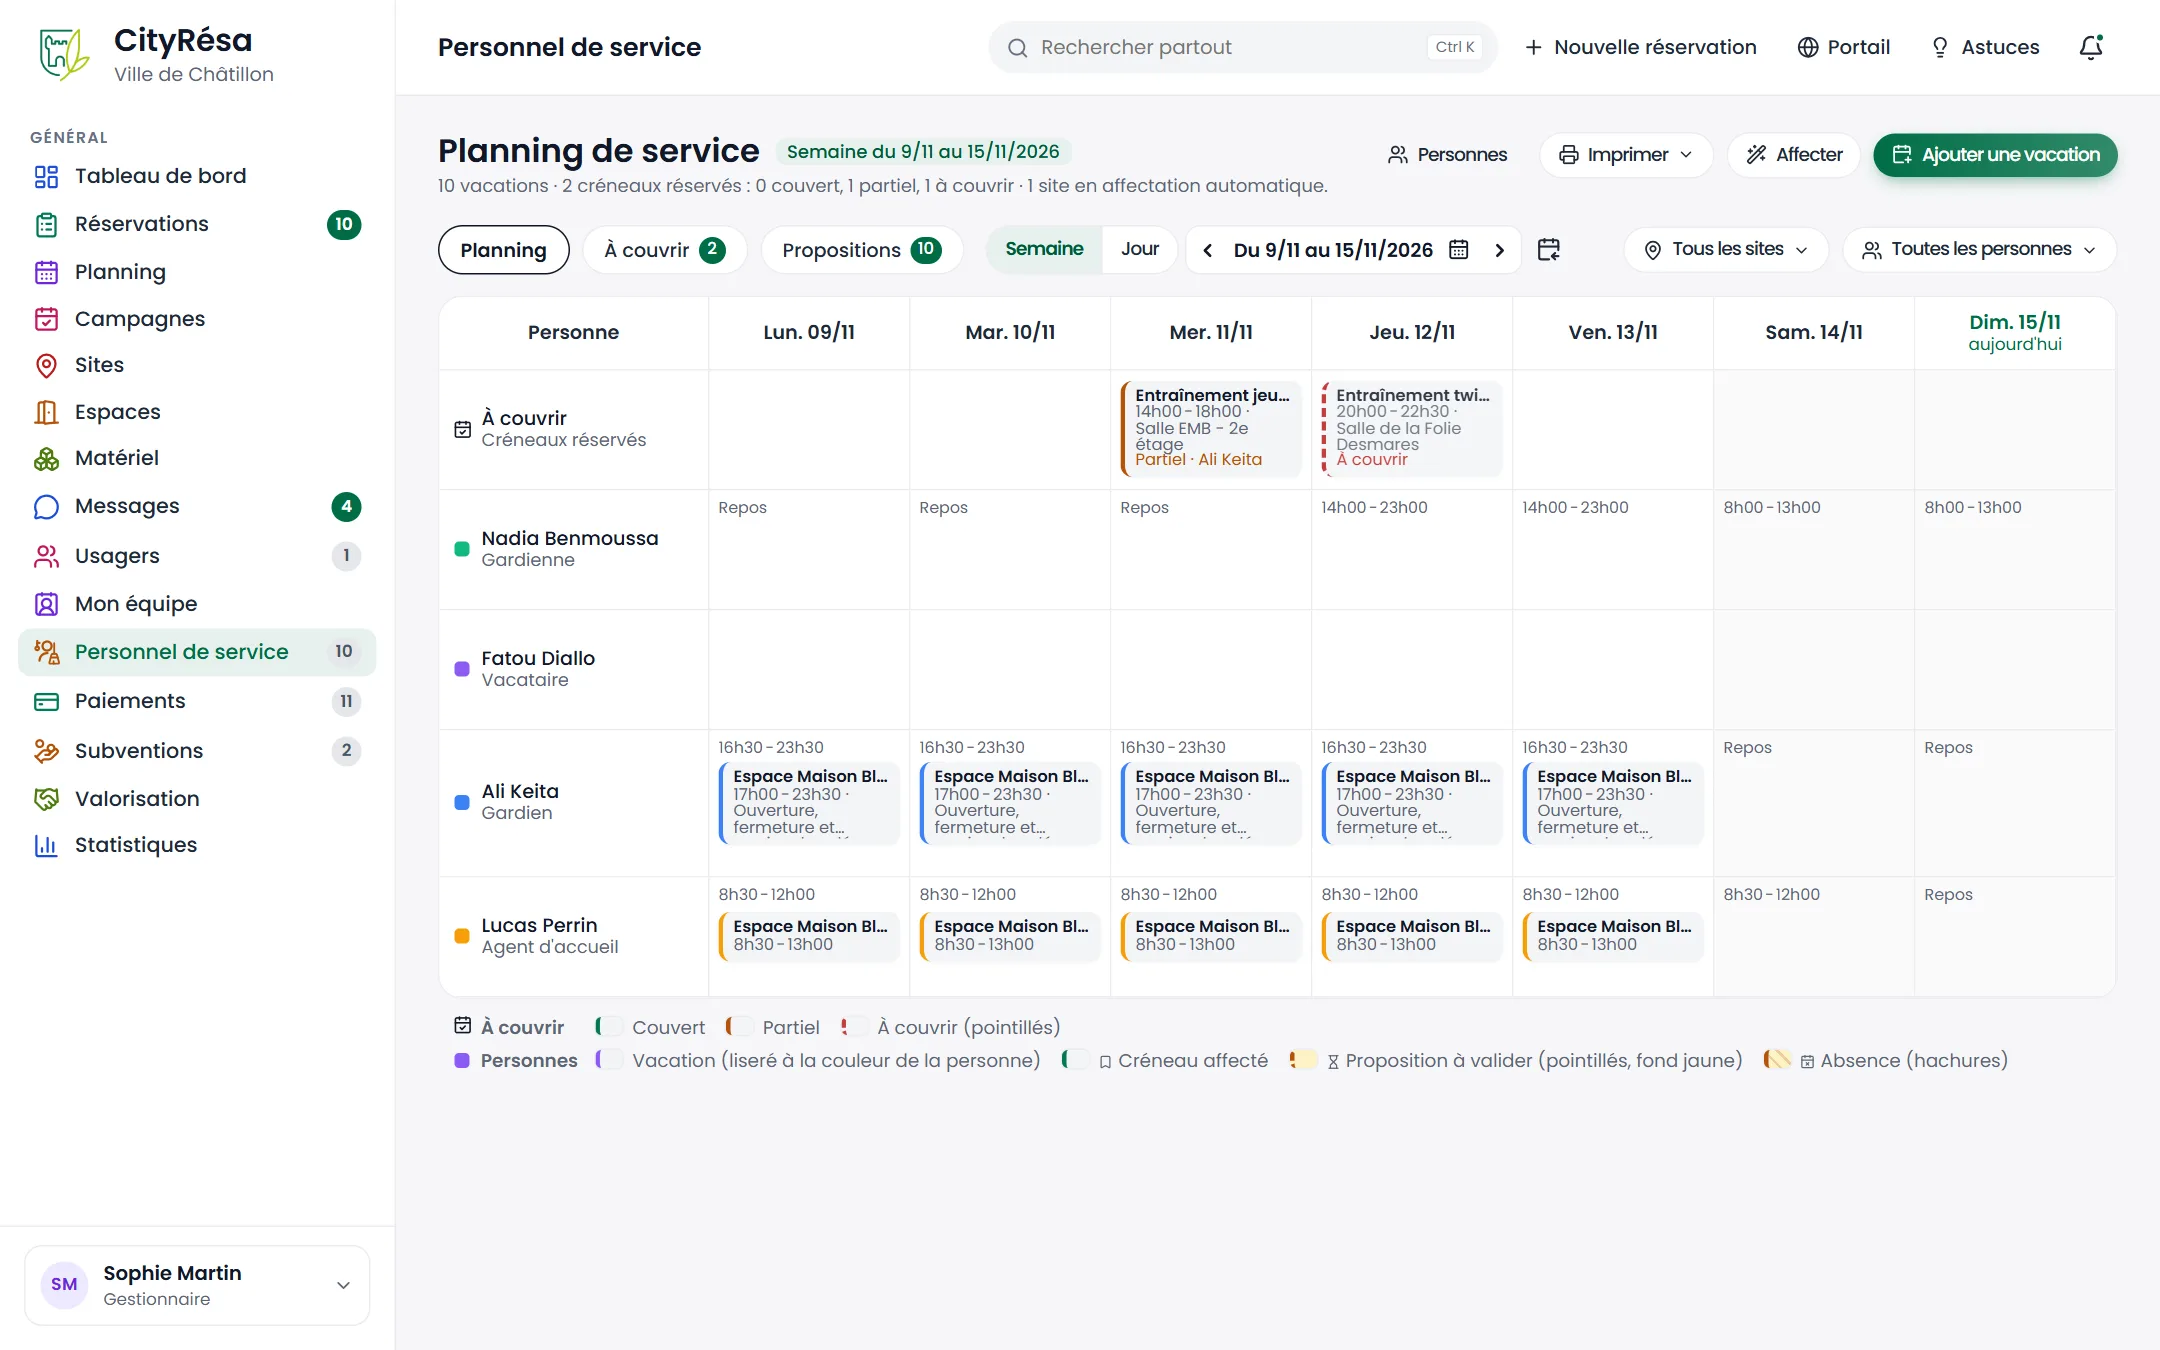 CityRésa
Ville de Châtillon
GÉNÉRAL
Tableau de bord
Réservations 10
Planning
Campagnes
Sites
Espaces
Matériel
Messages 4
Usagers 1
Mon équipe
Personnel de service 10
Paiements 11
Subventions 2
Valorisation
Statistiques
SM
Sophie Martin
Gestionnaire
Personnel de service
Rechercher partout
Ctrl K
Nouvelle réservation
Portail
Astuces
Planning de service
Semaine du 9/11 au 15/11/2026
10 vacations · 2 créneaux réservés : 0 couvert, 1 partiel, 1 à couvrir · 1 site en affectation automatique.
Personnes
Imprimer
Affecter
Ajouter une vacation
Planning
À couvrir 2
Propositions 10
Semaine
Jour
Du 9/11 au 15/11/2026
Tous les sites
Toutes les personnes
Personne
Lun. 09/11
Mar. 10/11
Mer. 11/11
Jeu. 12/11
Ven. 13/11
Sam. 14/11
Dim. 15/11
aujourd'hui
À couvrir
Créneaux réservés
Entraînement jeu...
14h00-18h00 ·
Salle EMB - 2e
étage
Partiel · Ali Keita
Entraînement twi...
20h00-22h30 ·
Salle de la Folie
Desmares
À couvrir
Nadia Benmoussa
Gardienne
Repos
Repos
Repos
14h00-23h00
14h00-23h00
8h00-13h00
8h00-13h00
Fatou Diallo
Vacataire
Ali Keita
Gardien
16h30-23h30
Espace Maison Bl...
17h00-23h30 ·
Ouverture,
fermeture et...
16h30-23h30
Espace Maison Bl...
17h00-23h30 ·
Ouverture,
fermeture et...
16h30-23h30
Espace Maison Bl...
17h00-23h30 ·
Ouverture,
fermeture et...
16h30-23h30
Espace Maison Bl...
17h00-23h30 ·
Ouverture,
fermeture et...
16h30-23h30
Espace Maison Bl...
17h00-23h30 ·
Ouverture,
fermeture et...
Repos
Repos
Lucas Perrin
Agent d'accueil
8h30-12h00
Espace Maison Bl...
8h30-13h00
8h30-12h00
Espace Maison Bl...
8h30-13h00
8h30-12h00
Espace Maison Bl...
8h30-13h00
8h30-12h00
Espace Maison Bl...
8h30-13h00
8h30-12h00
Espace Maison Bl...
8h30-13h00
8h30-12h00
Repos
À couvrir Couvert Partiel À couvrir (pointillés)
Personnes Vacation (liseré à la couleur de la personne) Créneau affecté Proposition à valider (pointillés, fond jaune) Absence (hachures)